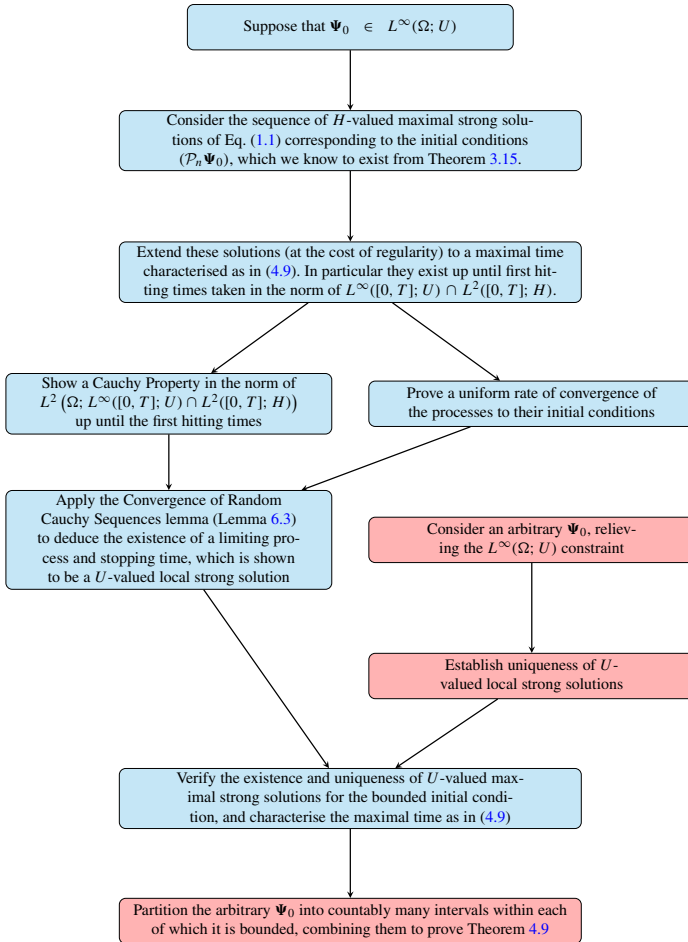 Suppose that Ψ₀ ∈ L^∞(Ω; U)
Consider the sequence of H-valued maximal strong solu-
tions of Eq. (1.1) corresponding to the initial conditions
(𝒫ₙΨ₀), which we know to exist from Theorem 3.15.
Extend these solutions (at the cost of regularity) to a maximal time
characterised as in (4.9). In particular they exist up until first hit-
ting times taken in the norm of L^∞([0, T]; U) ∩ L²([0, T]; H).
Show a Cauchy Property in the norm of
L² (Ω; L^∞([0, T]; U) ∩ L²([0, T]; H))
up until the first hitting times
Prove a uniform rate of convergence of
the processes to their initial conditions
Apply the Convergence of Random
Cauchy Sequences lemma (Lemma 6.3)
to deduce the existence of a limiting pro-
cess and stopping time, which is shown
to be a U-valued local strong solution
Consider an arbitrary Ψ₀, reliev-
ing the L^∞(Ω; U) constraint
Establish uniqueness of U-
valued local strong solutions
Verify the existence and uniqueness of U-valued max-
imal strong solutions for the bounded initial condi-
tion, and characterise the maximal time as in (4.9)
Partition the arbitrary Ψ₀ into countably many intervals within each
of which it is bounded, combining them to prove Theorem 4.9